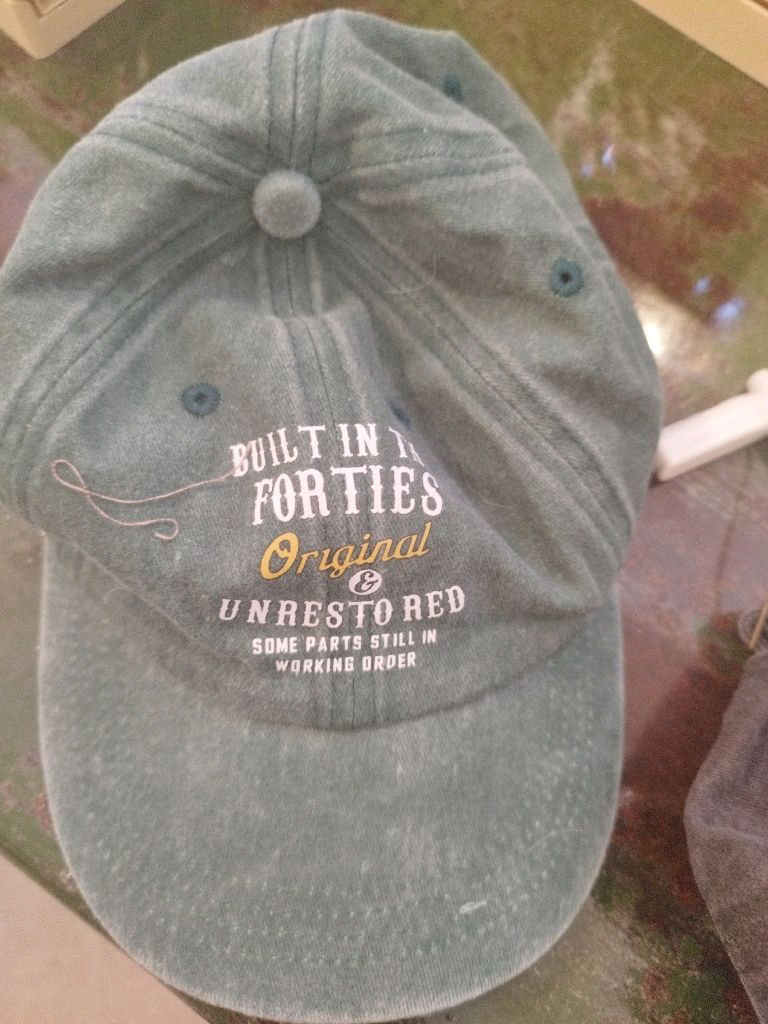 BUILT IN
FORTIES
Original
&
UNRESTORED
SOME PARTS STILL IN
WORKING ORDER